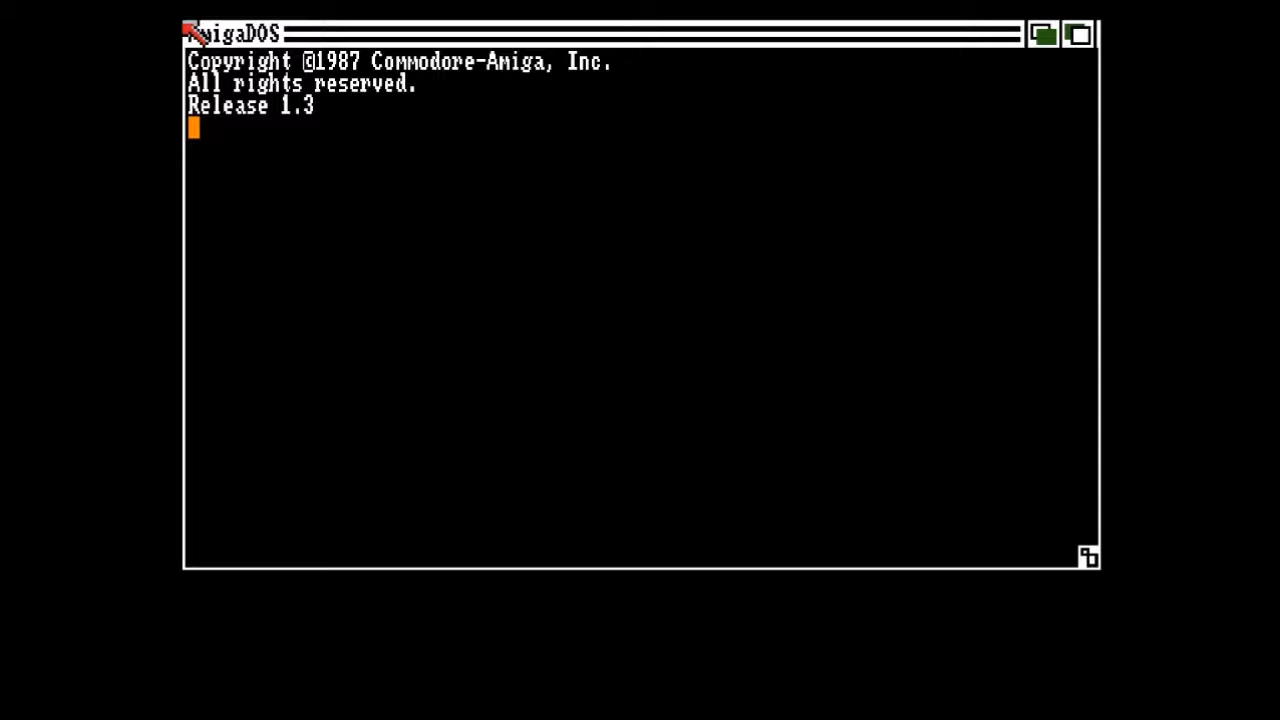 AmigaDOS
Copyright ©1987 Commodore-Amiga, Inc.
All rights reserved.
Release 1.3